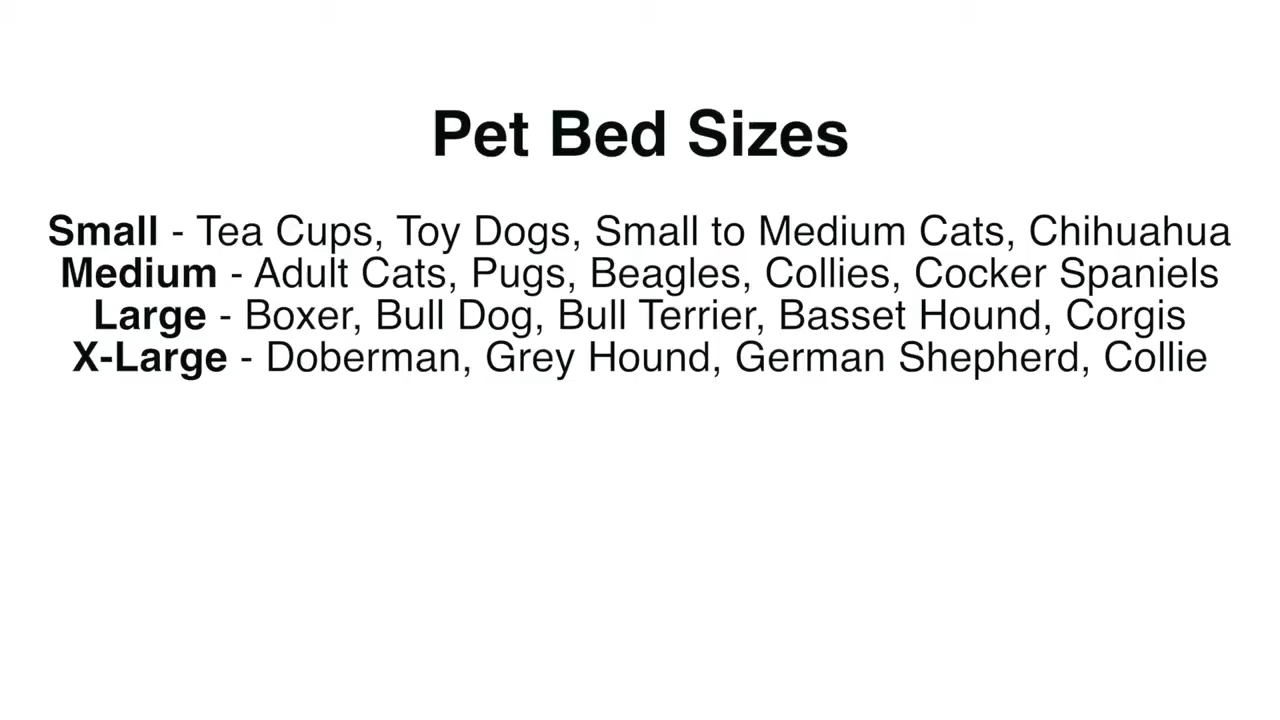 Pet Bed Sizes
Small - Tea Cups, Toy Dogs, Small to Medium Cats, Chihuahua
Medium - Adult Cats, Pugs, Beagles, Collies, Cocker Spaniels
Large - Boxer, Bull Dog, Bull Terrier, Basset Hound, Corgis
X-Large - Doberman, Grey Hound, German Shepherd, Collie